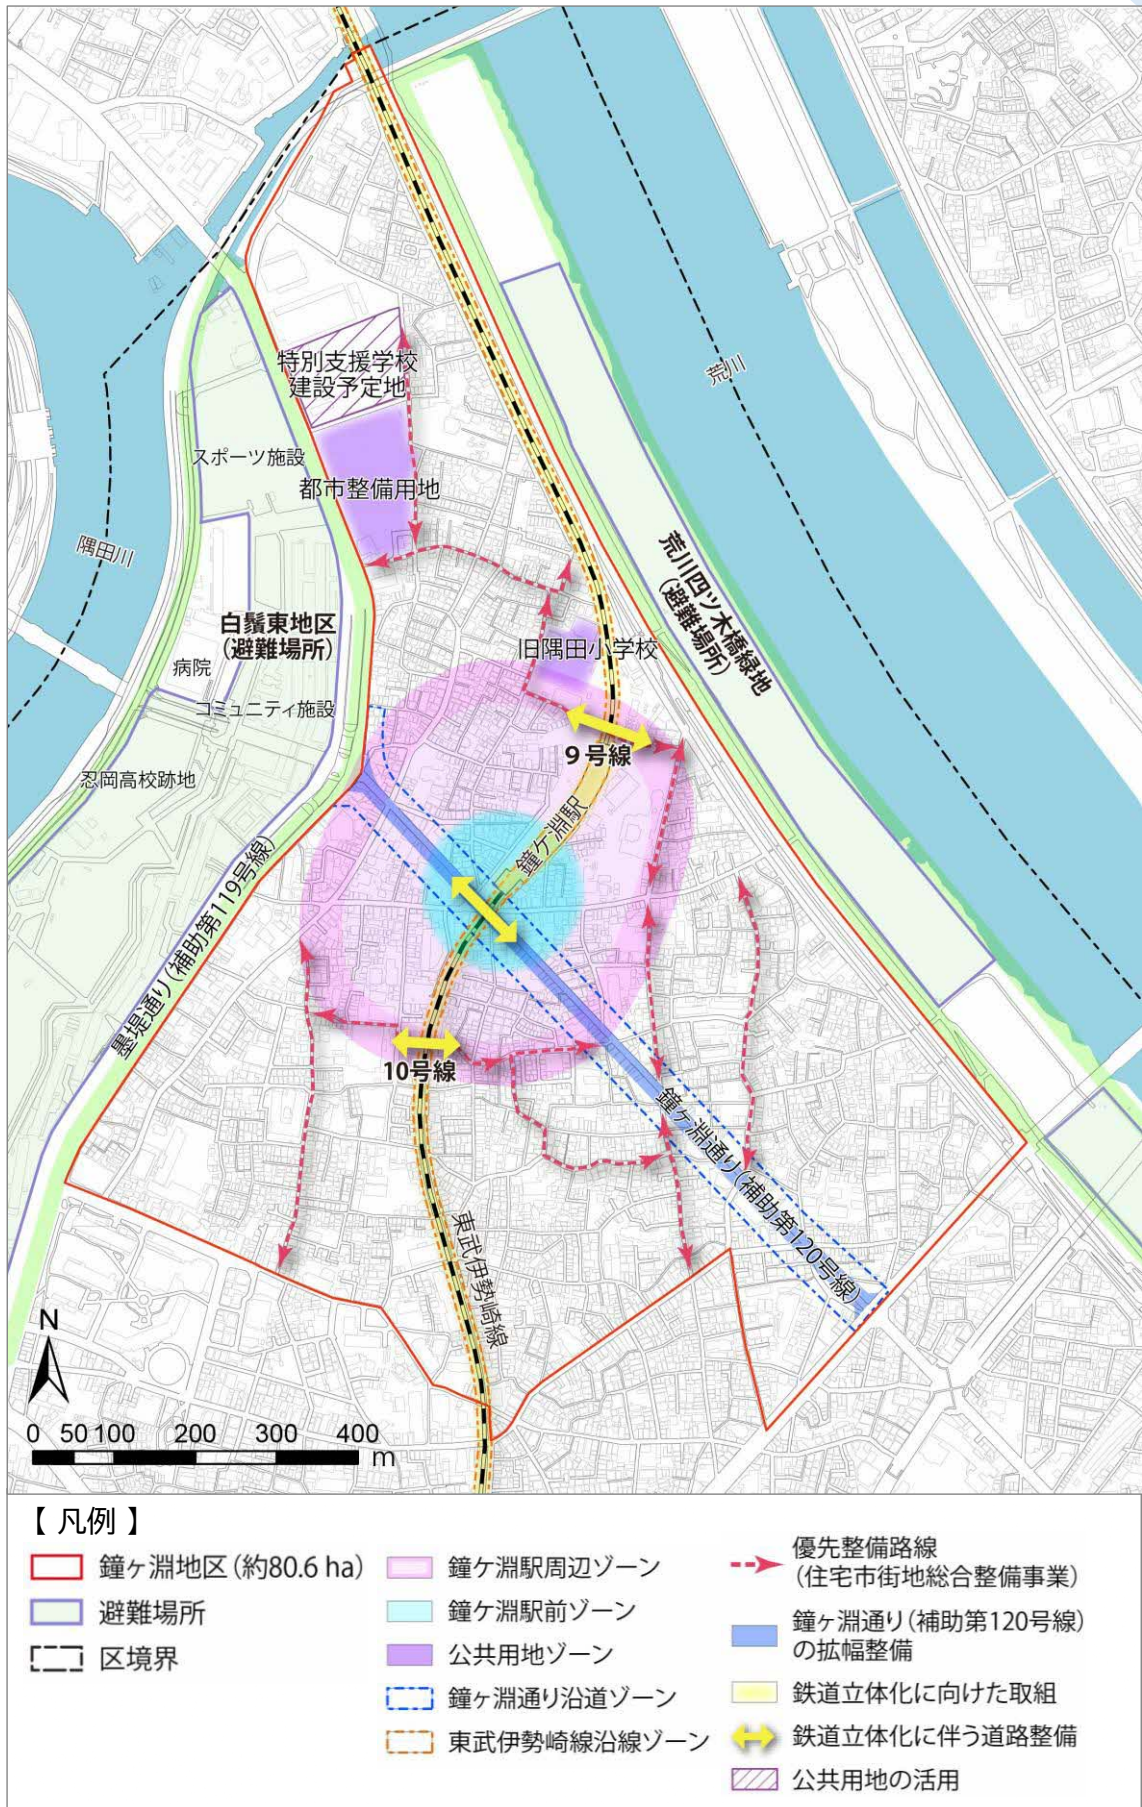 荒川
特別支援学校
建設予定地
スポーツ施設
都市整備用地
隅田川
荒川四ツ木橋緑地
(避難場所)
白鬚東地区
(避難場所)
旧隅田小学校
病院
コミュニティ施設
9号線
忍岡高校跡地
鐘ケ淵駅
墨堤通り(補助第119号線)
10号線
鐘ヶ淵通り(補助第120号線)
東武伊勢崎線
N
0 50 100 200 300 400
m
【 凡例 】
鐘ヶ淵地区(約80.6 ha)
避難場所
区境界
鐘ケ淵駅周辺ゾーン
鐘ケ淵駅前ゾーン
公共用地ゾーン
鐘ヶ淵通り沿道ゾーン
東武伊勢崎線沿線ゾーン
優先整備路線
(住宅市街地総合整備事業)
鐘ヶ淵通り(補助第120号線)
の拡幅整備
鉄道立体化に向けた取組
鉄道立体化に伴う道路整備
公共用地の活用